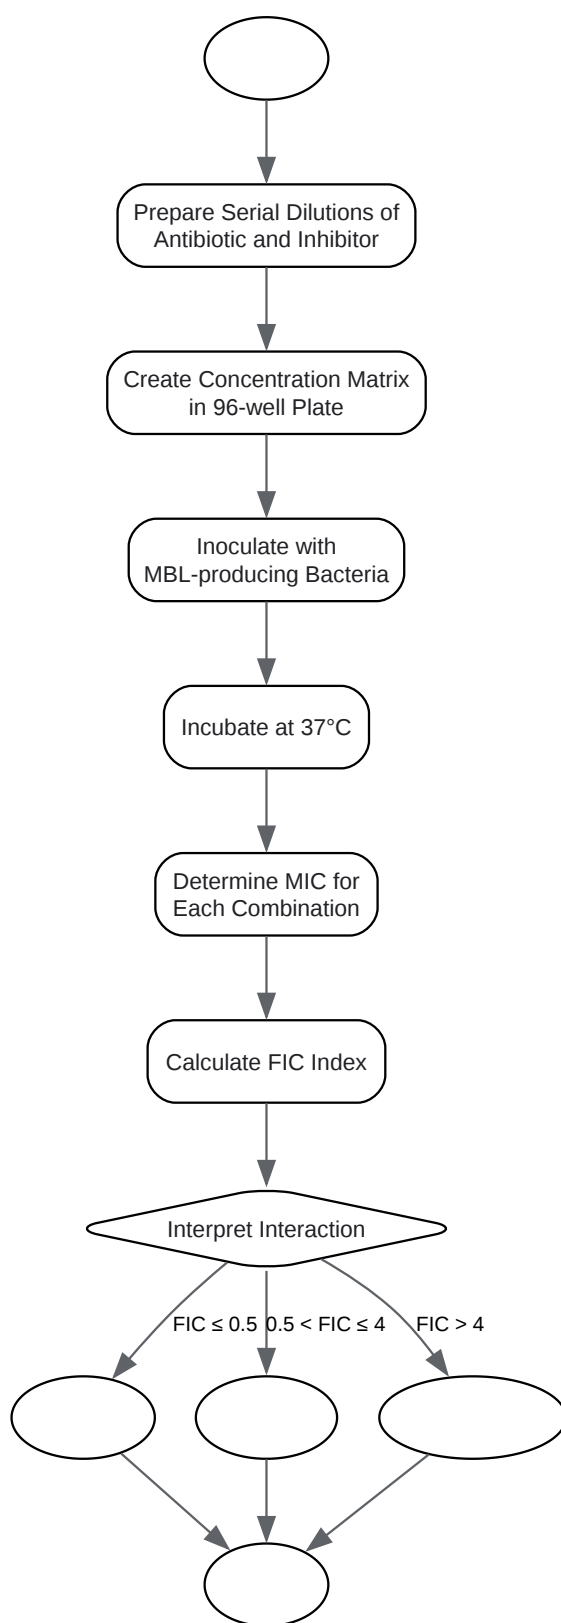 Prepare Serial Dilutions of
Antibiotic and Inhibitor
Create Concentration Matrix
in 96-well Plate
Inoculate with
MBL-producing Bacteria
Incubate at 37°C
Determine MIC for
Each Combination
Calculate FIC Index
Interpret Interaction
FIC ≤ 0.5
0.5 < FIC ≤ 4
FIC > 4